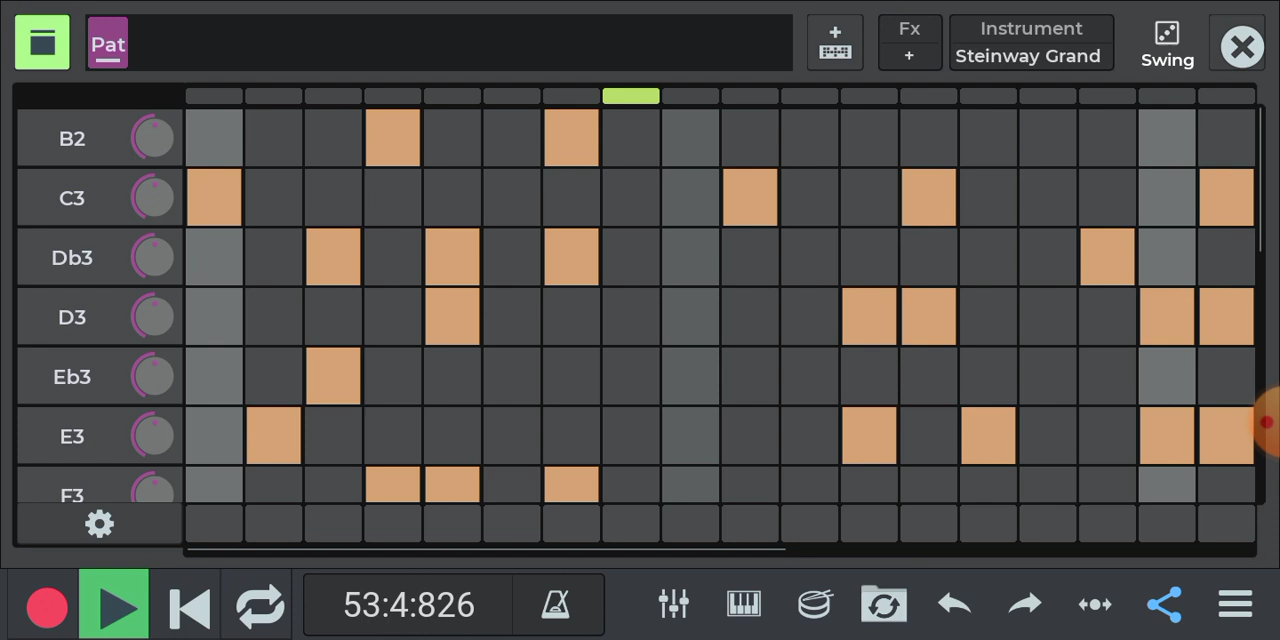 Pat
+
Fx
+
Instrument
Steinway Grand
Swing
B2
C3
Db3
D3
Eb3
E3
F3
53:4:826